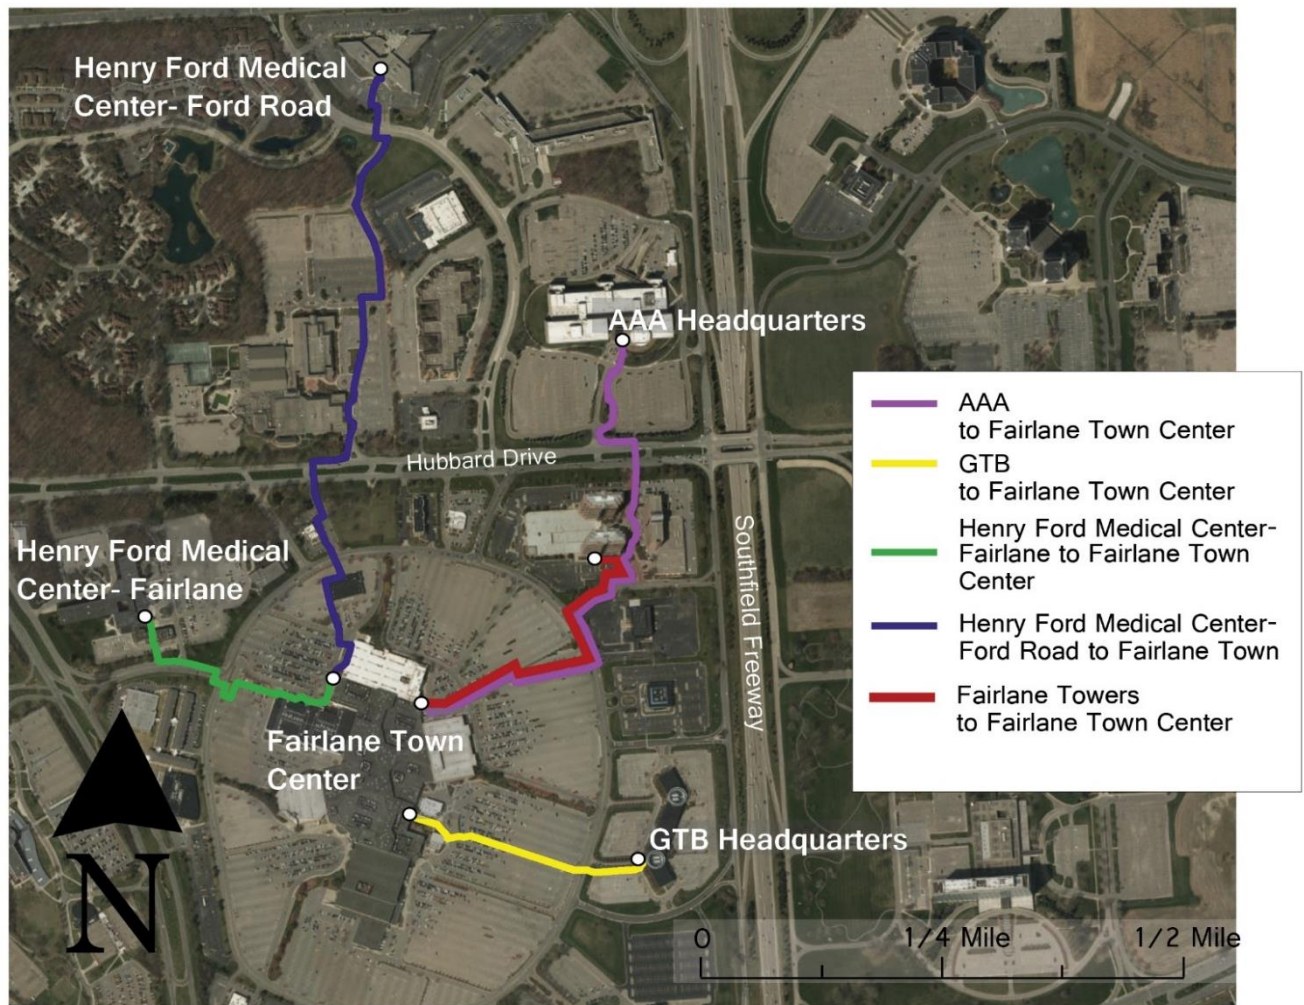 Henry Ford Medical
Center- Ford Road
AAA Headquarters
Hubbard Drive
Henry Ford Medical
Center- Fairlane
Southfield Freeway
Fairlane Town
Center
GTB Headquarters
N
AAA
to Fairlane Town Center
GTB
to Fairlane Town Center
Henry Ford Medical Center-
Fairlane to Fairlane Town
Center
Henry Ford Medical Center-
Ford Road to Fairlane Town
Fairlane Towers
to Fairlane Town Center
0 1/4 Mile 1/2 Mile